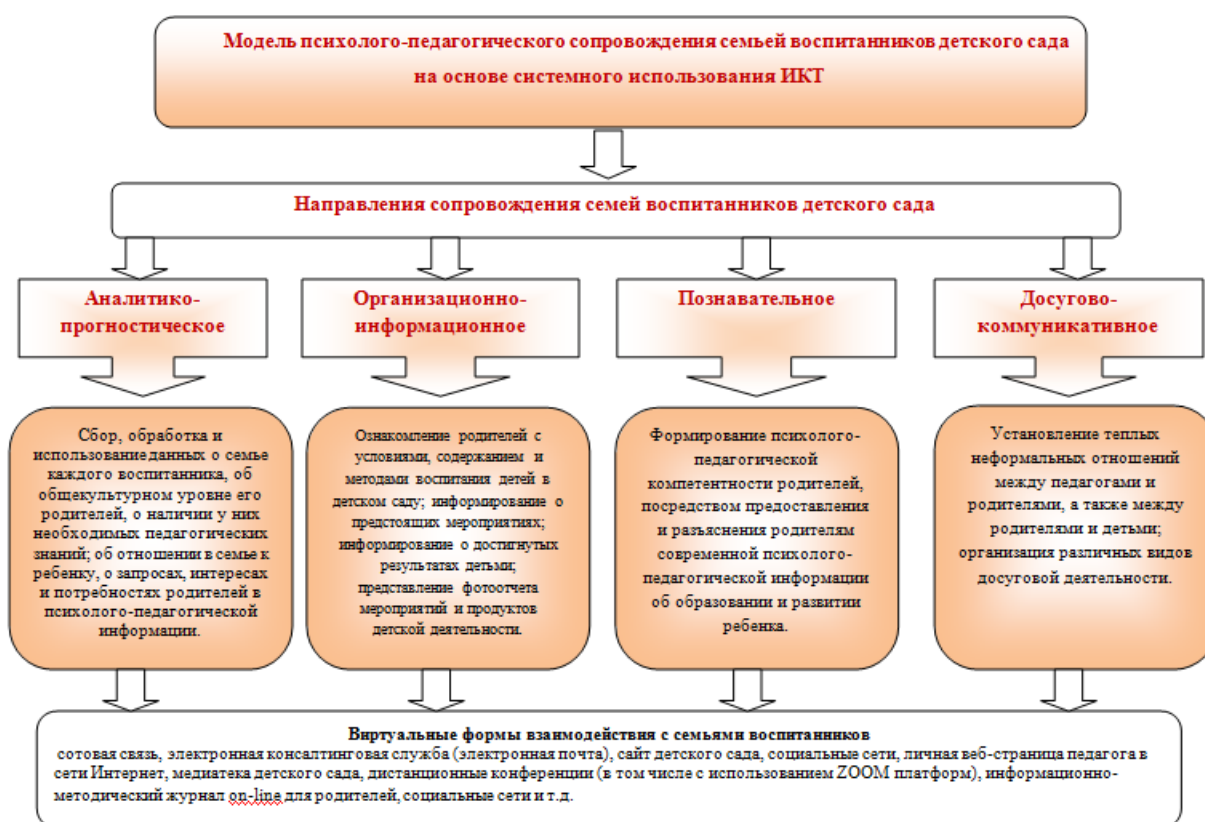 Модель психолого-педагогического сопровождения семьей воспитанников детского сада
на основе системного использования ИКТ
Направления сопровождения семей воспитанников детского сада
Аналитико-
прогностическое
Организационно-
информационное
Познавательное
Досугово-
коммуникативное
Сбор, обработка и
использование данных о семье
каждого воспитанника, об
общекультурном уровне его
родителей, о наличии у них
необходимых педагогических
знаний; об отношении в семье к
ребенку, о запросах, интересах
и потребностях родителей в
психолого-педагогической
информации.
Ознакомление родителей с
условиями, содержанием и
методами воспитания детей в
детском саду; информирование о
предстоящих мероприятиях;
информирование о достигнутых
результатах детьми;
представление фотоотчета
мероприятий и продуктов
детской деятельности.
Формирование психолого-
педагогической
компетентности родителей,
посредством предоставления
и разъяснения родителям
современной психолого-
педагогической информации
об образовании и развитии
ребенка.
Установление теплых
неформальных отношений
между педагогами и
родителями, а также между
родителями и детьми;
организация различных видов
досуговой деятельности.
Виртуальные формы взаимодействия с семьями воспитанников
сотовая связь, электронная консалтинговая служба (электронная почта), сайт детского сада, социальные сети, личная веб-страница педагога в
сети Интернет, медиатека детского сада, дистанционные конференции (в том числе с использованием ZOOM платформ), информационно-
методический журнал on-line для родителей, социальные сети и т.д.